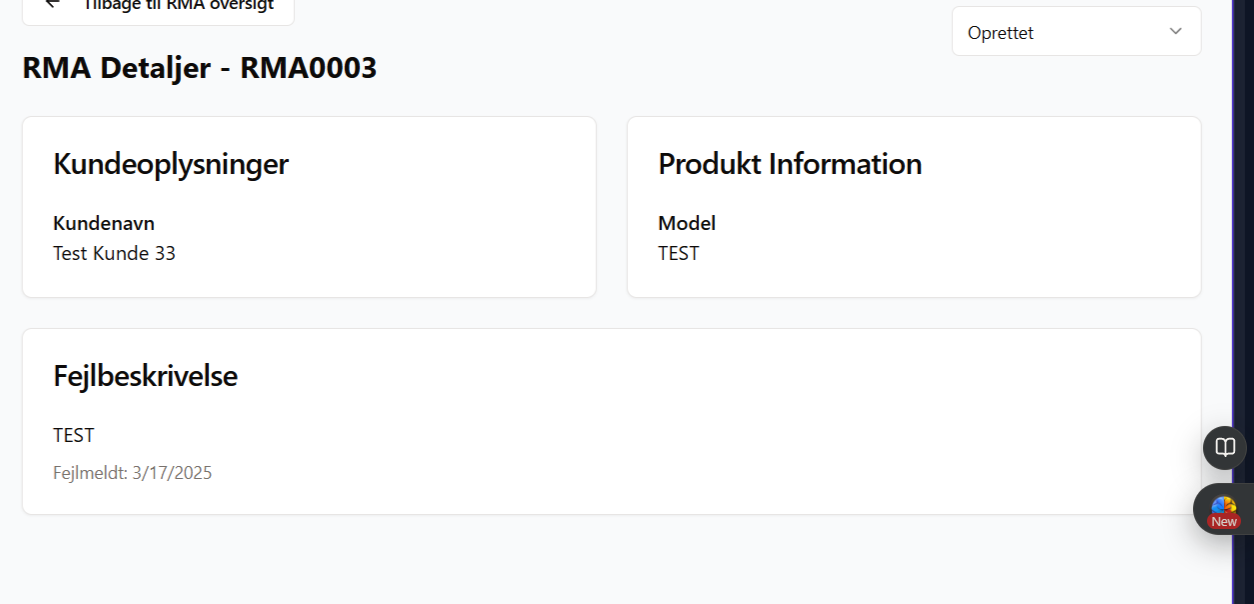 Tilbage til RMA oversigt
Oprettet
RMA Detaljer - RMA0003
Kundeoplysninger
Kundenavn
Test Kunde 33
Produkt Information
Model
TEST
Fejlbeskrivelse
TEST
Fejlmeldt: 3/17/2025
New